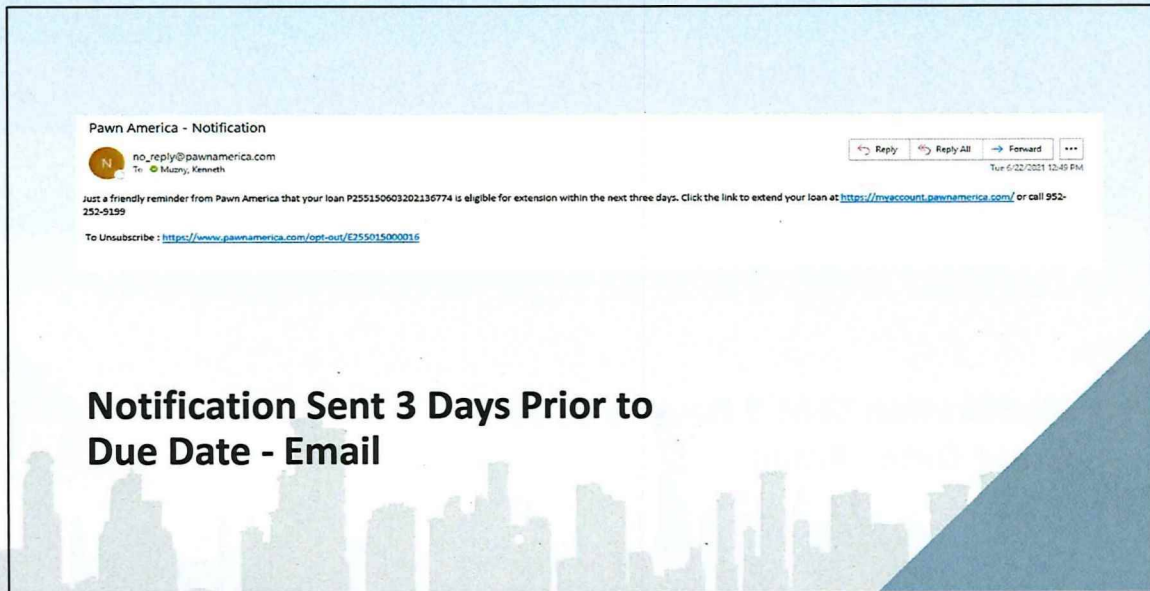 Pawn America - Notification
N
no_reply@pawnamerica.com
To Muzny, Kenneth
Reply Reply All Forward ...
Tue 6/22/2021 12:49 PM
Just a friendly reminder from Pawn America that your loan P255150603202136774 is eligible for extension within the next three days. Click the link to extend your loan at https://myaccount.pawnamerica.com/ or call 952-
252-9199
To Unsubscribe : https://www.pawnamerica.com/opt-out/E255015000016
Notification Sent 3 Days Prior to
Due Date - Email